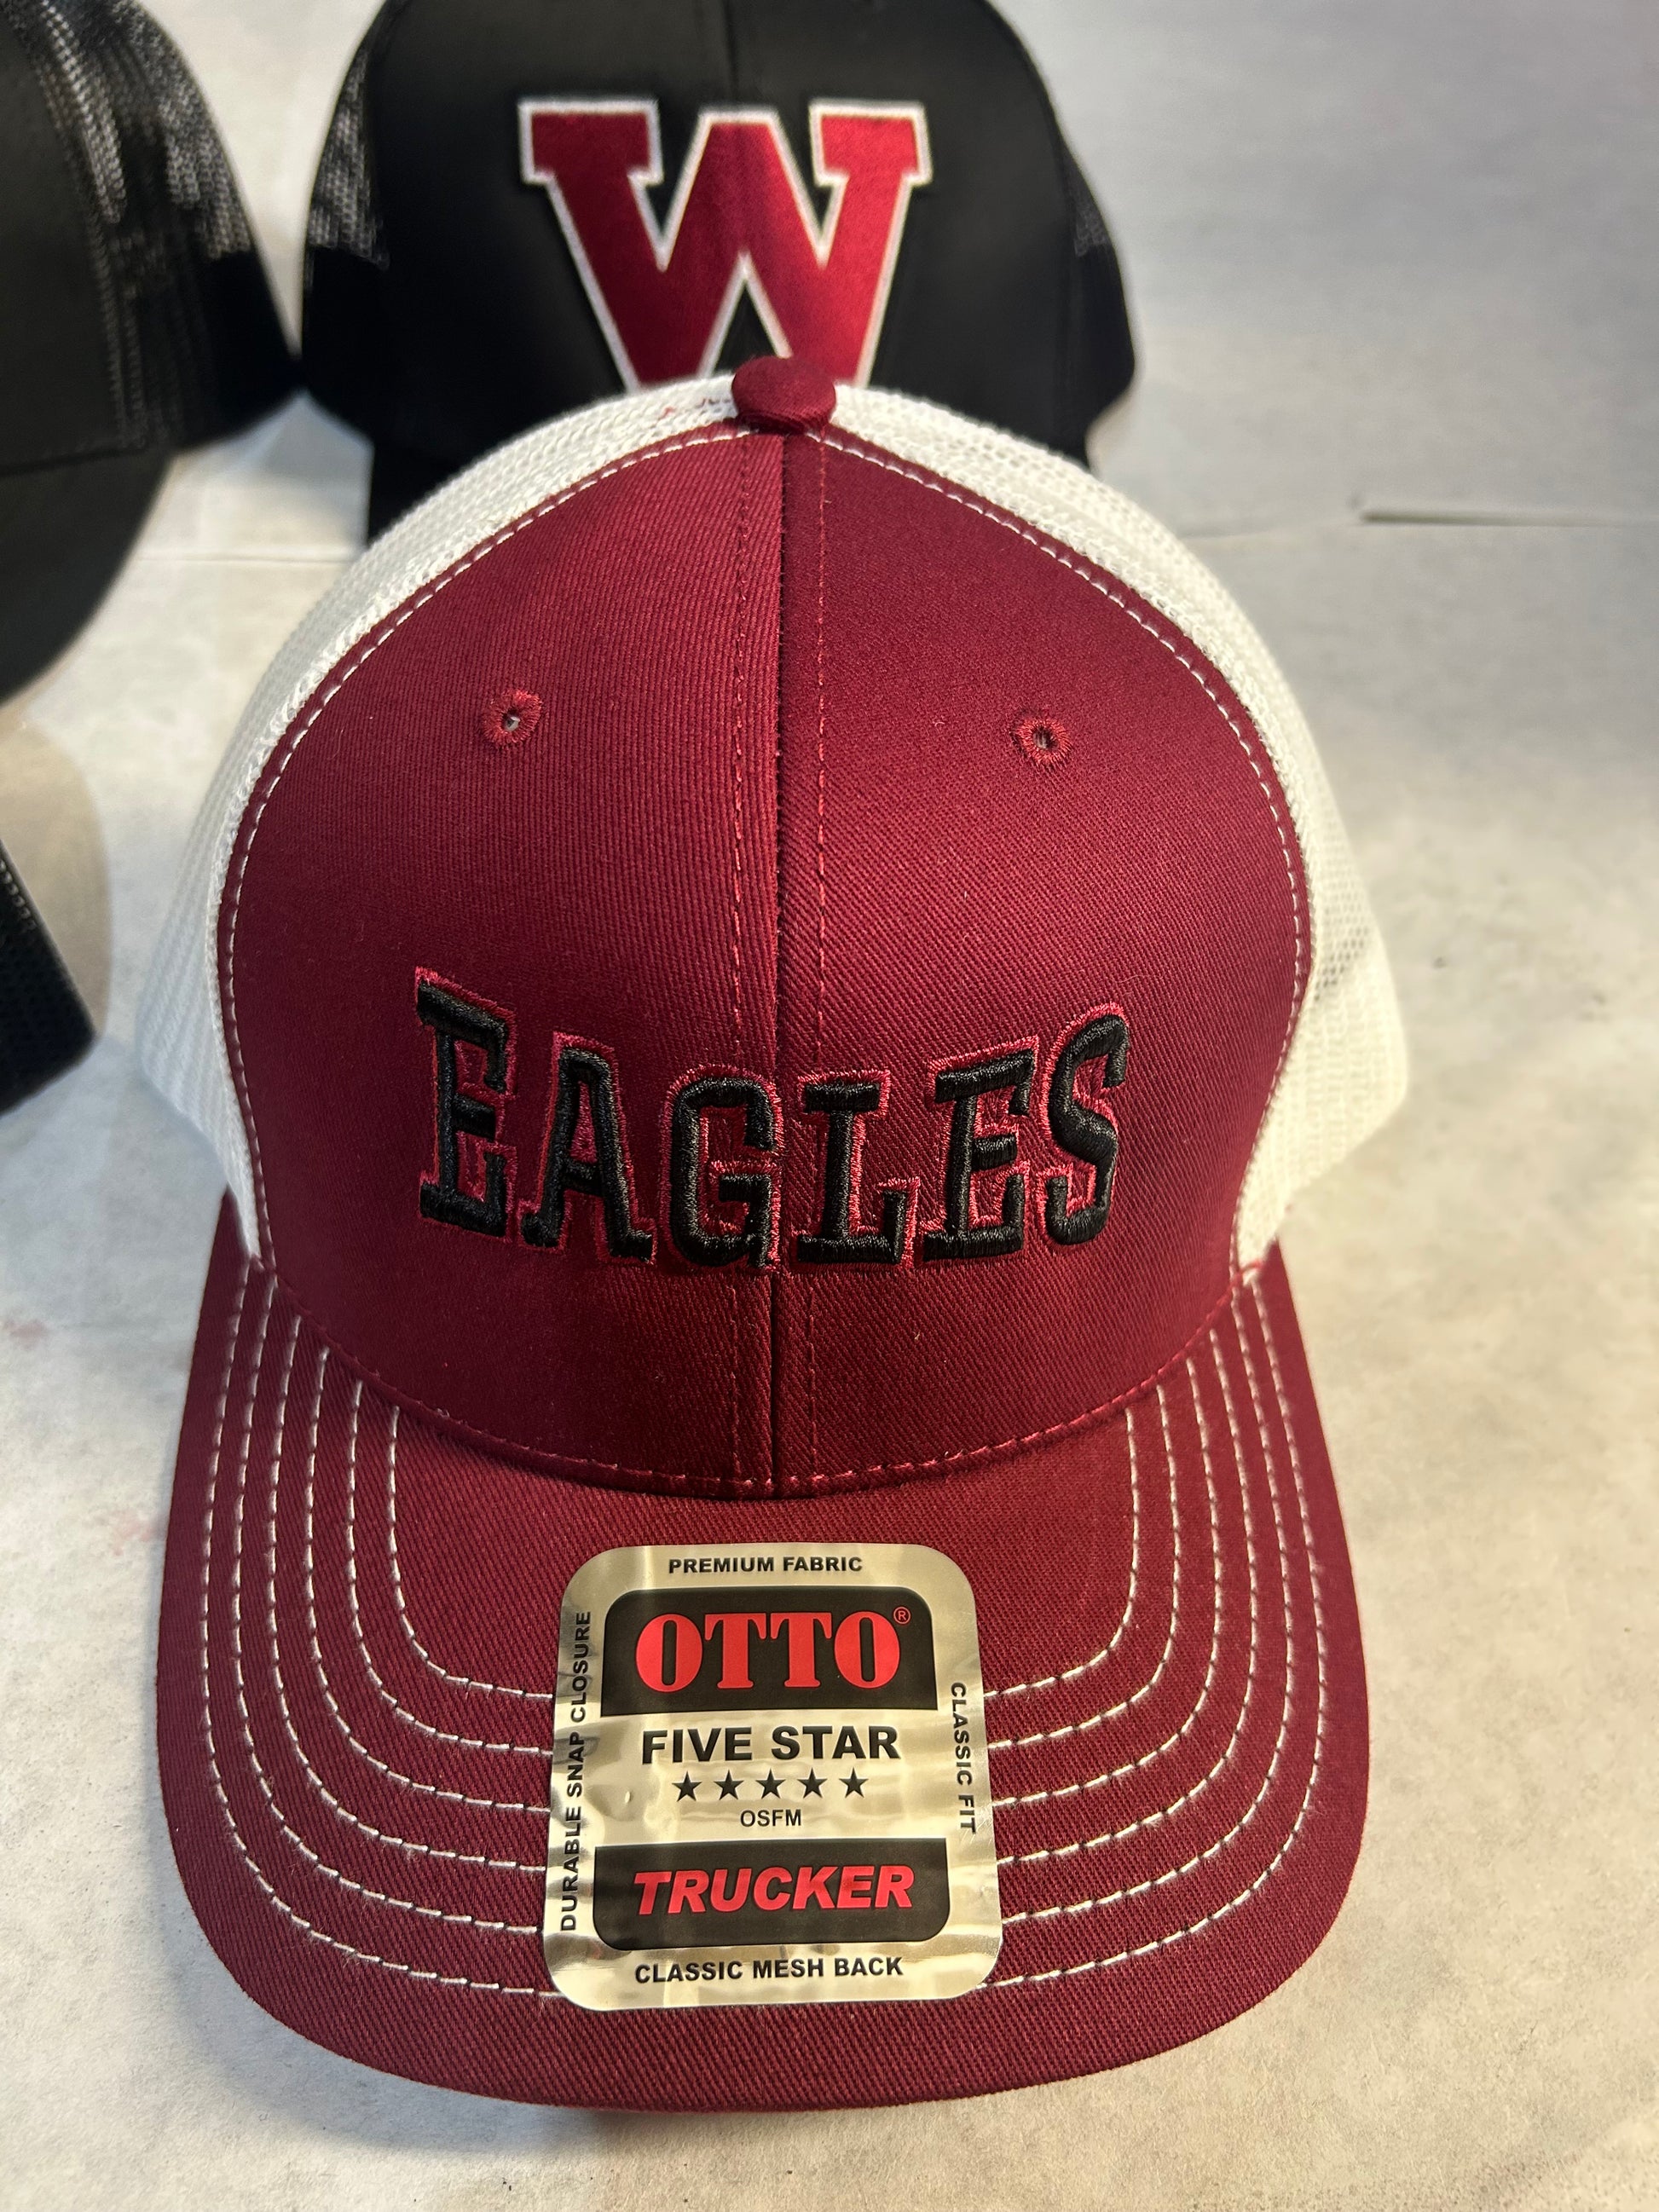 W
EAGLES
PREMIUM FABRIC
OTTO®
DURABLE SNAP CLOSURE
CLASSIC FIT
FIVE STAR
★★★★★
OSFM
TRUCKER
CLASSIC MESH BACK